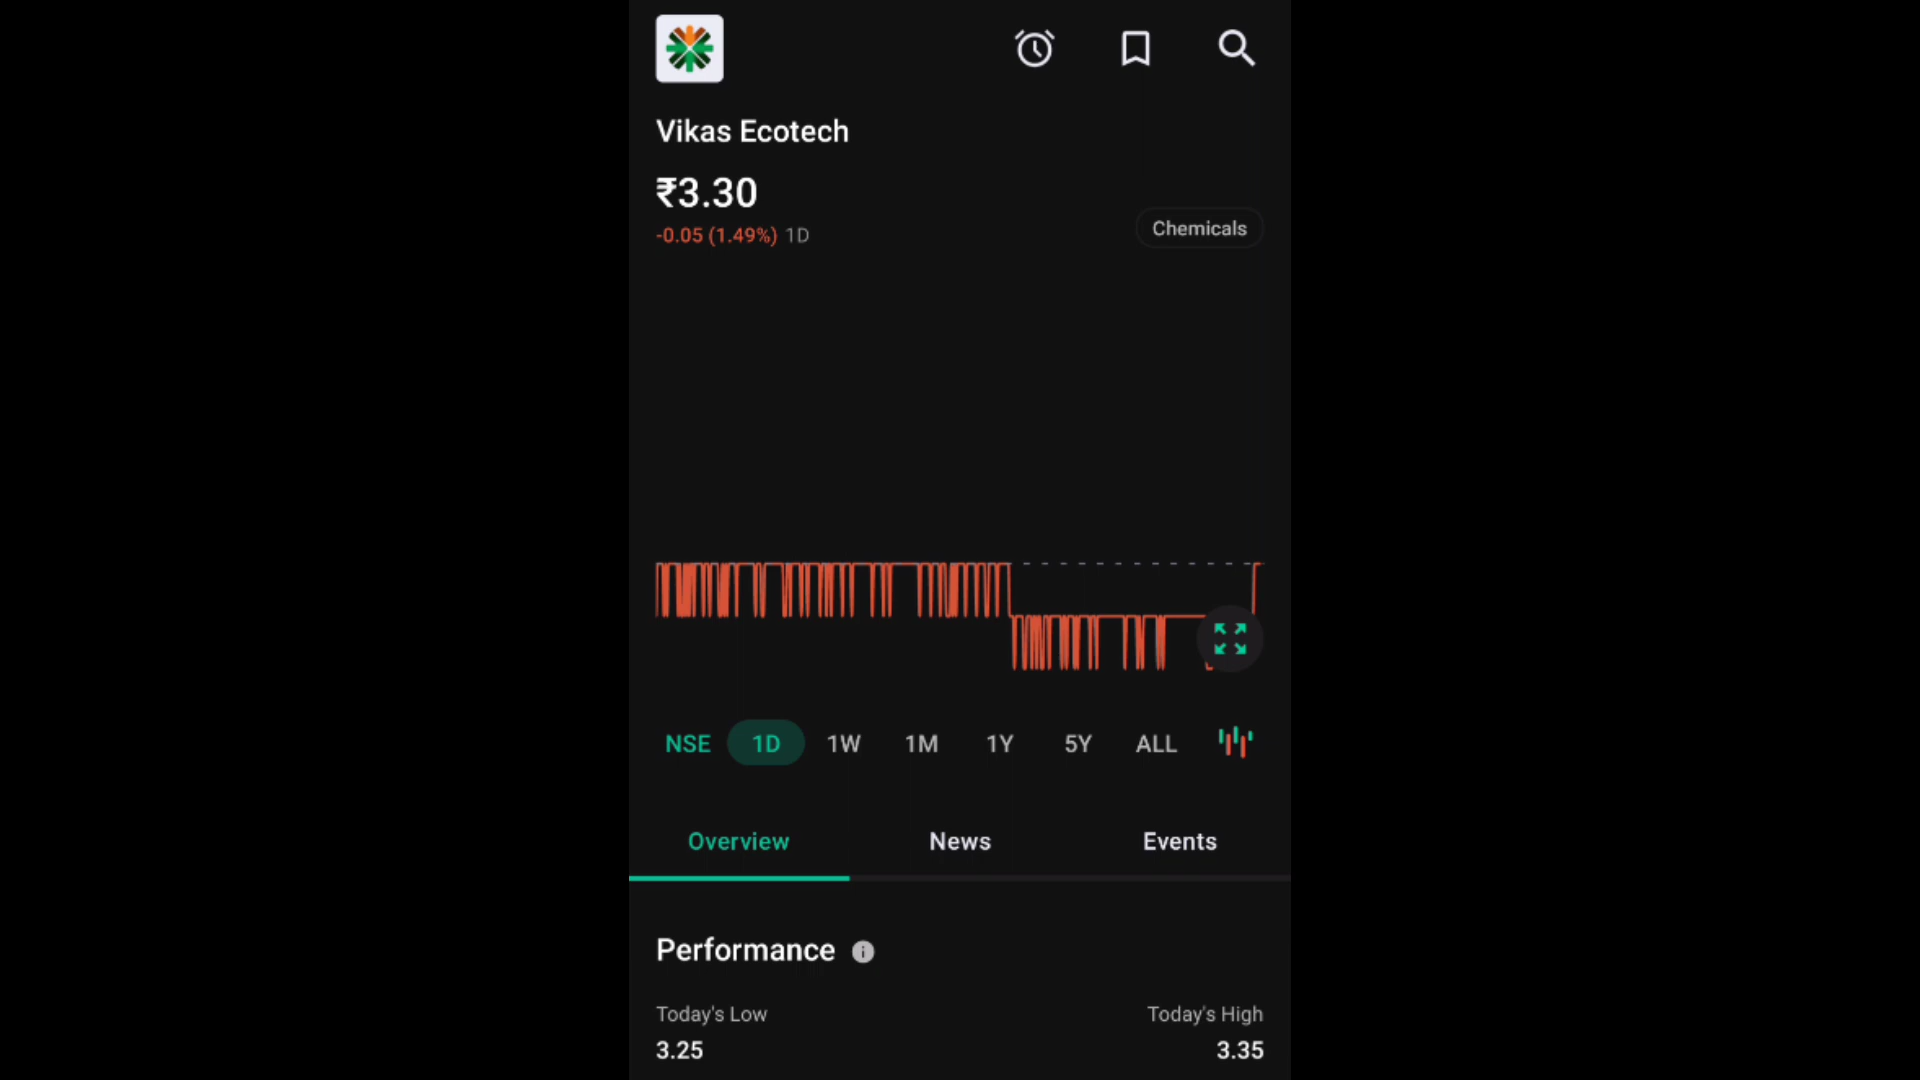 Vikas Ecotech
₹3.30
-0.05 (1.49%) 1D
Chemicals
NSE 1D 1W 1M 1Y 5Y ALL
Overview News Events
Performance
Today's Low Today's High
3.25 3.35